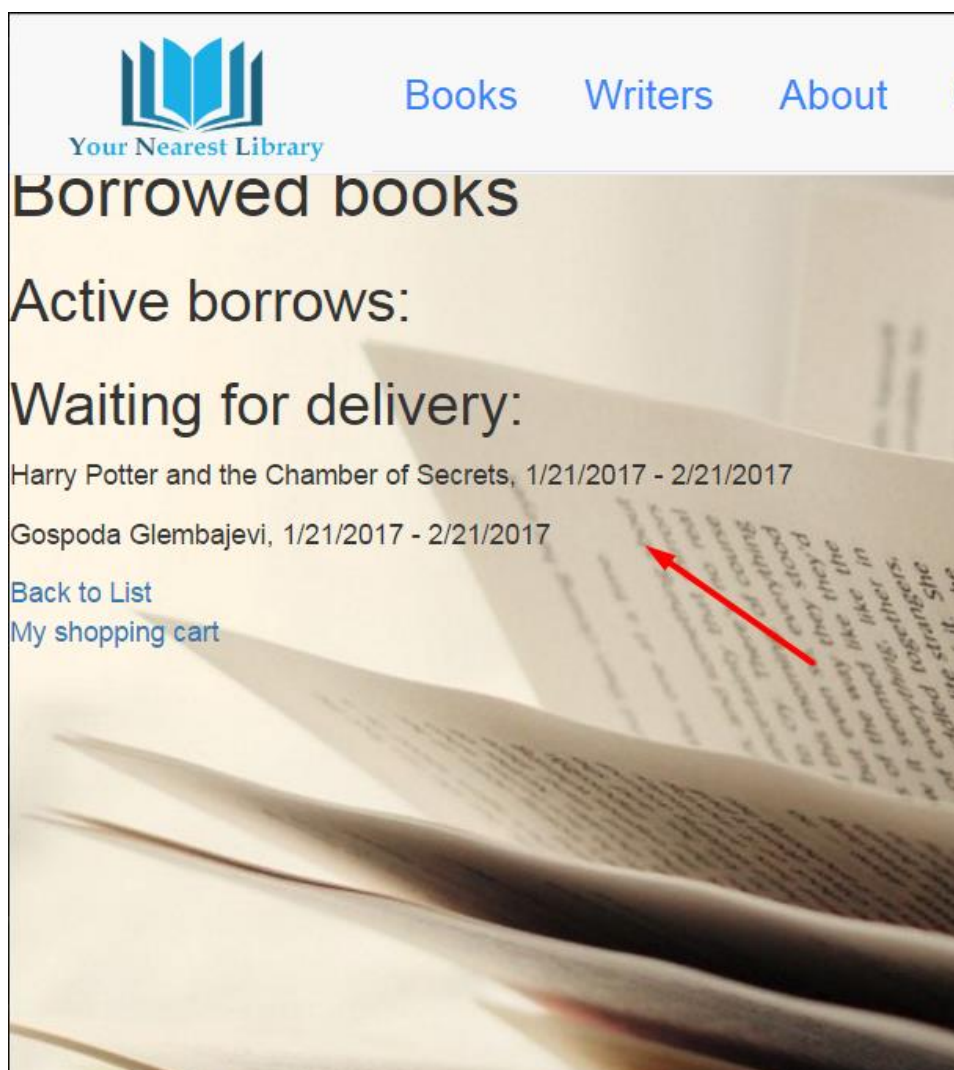 Your Nearest Library
Books Writers About
Borrowed books
Active borrows:
Waiting for delivery:
Harry Potter and the Chamber of Secrets, 1/21/2017 - 2/21/2017
Gospoda Glembajevi, 1/21/2017 - 2/21/2017
Back to List
My shopping cart